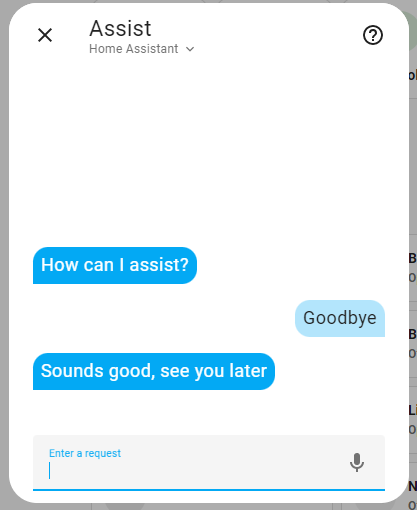 Assist
Home Assistant
How can I assist?
Goodbye
Sounds good, see you later
Enter a request